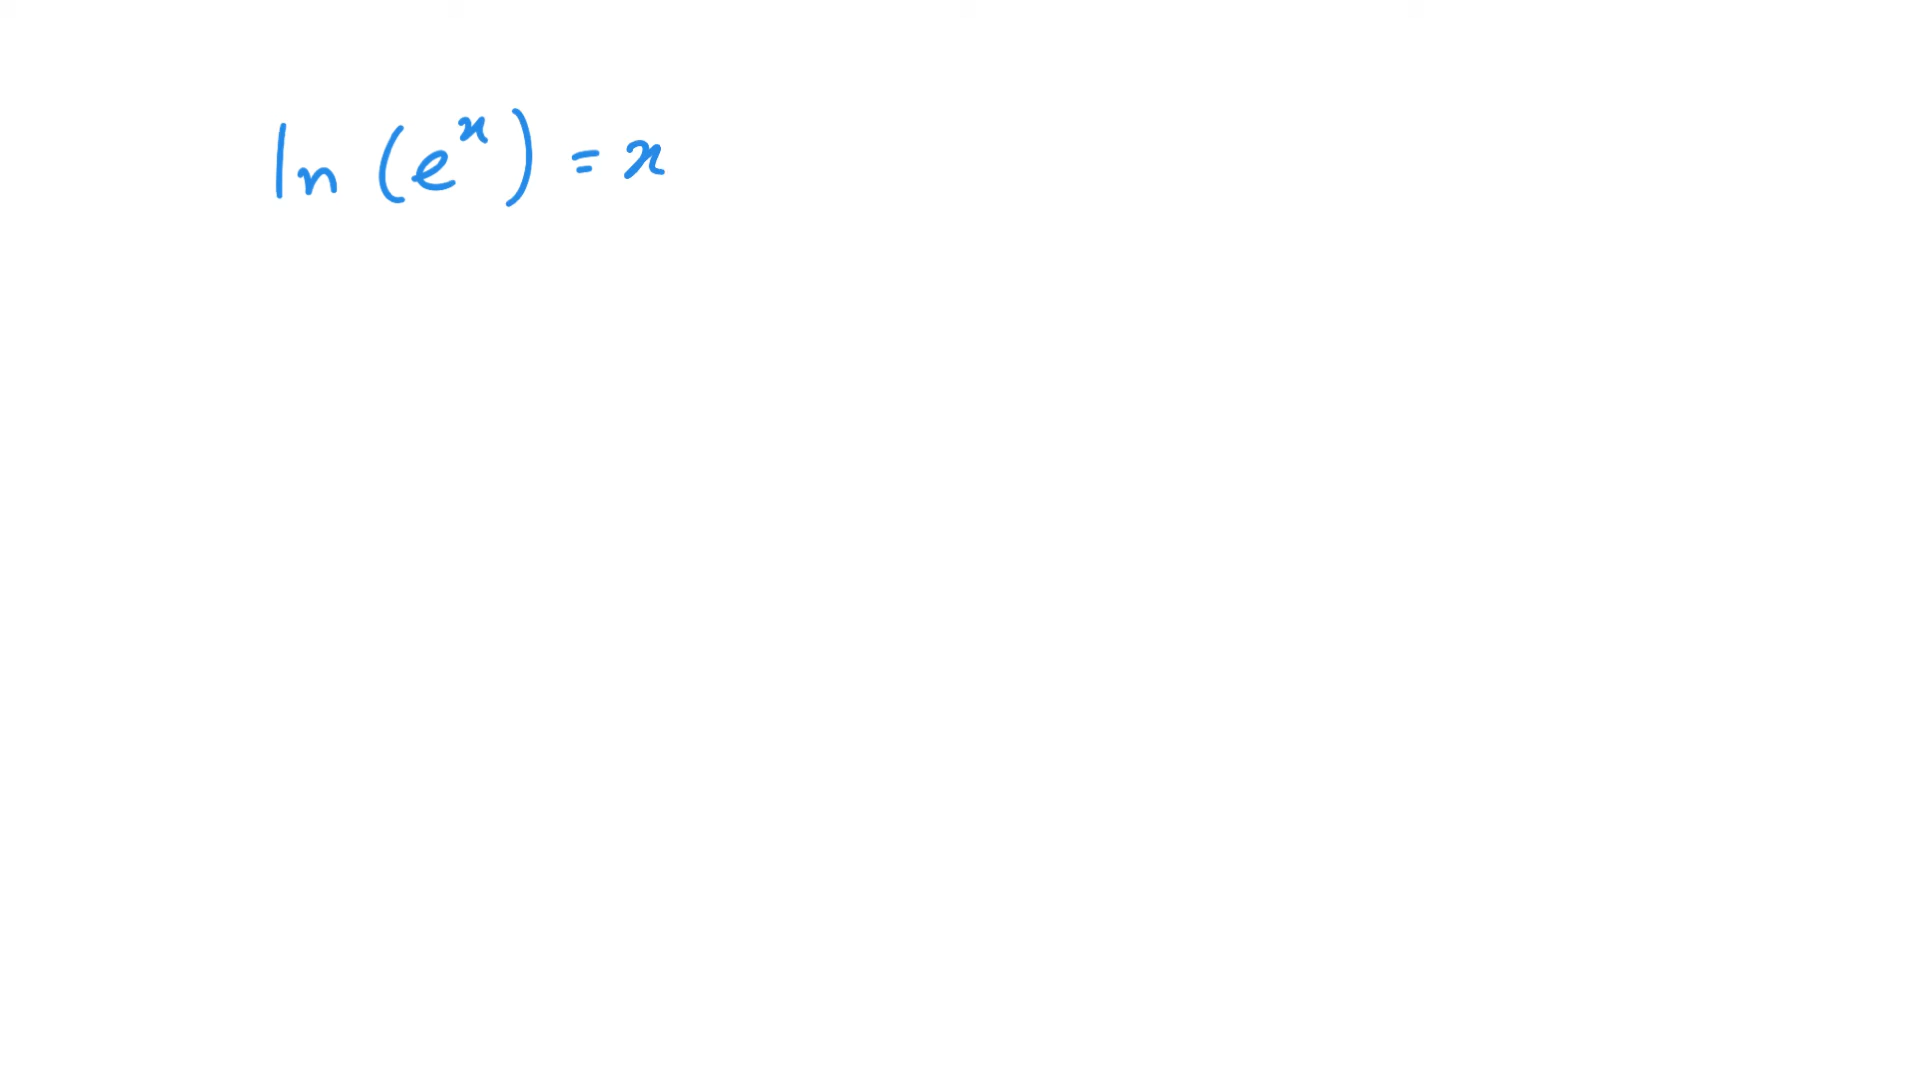 ln (e^x) = x